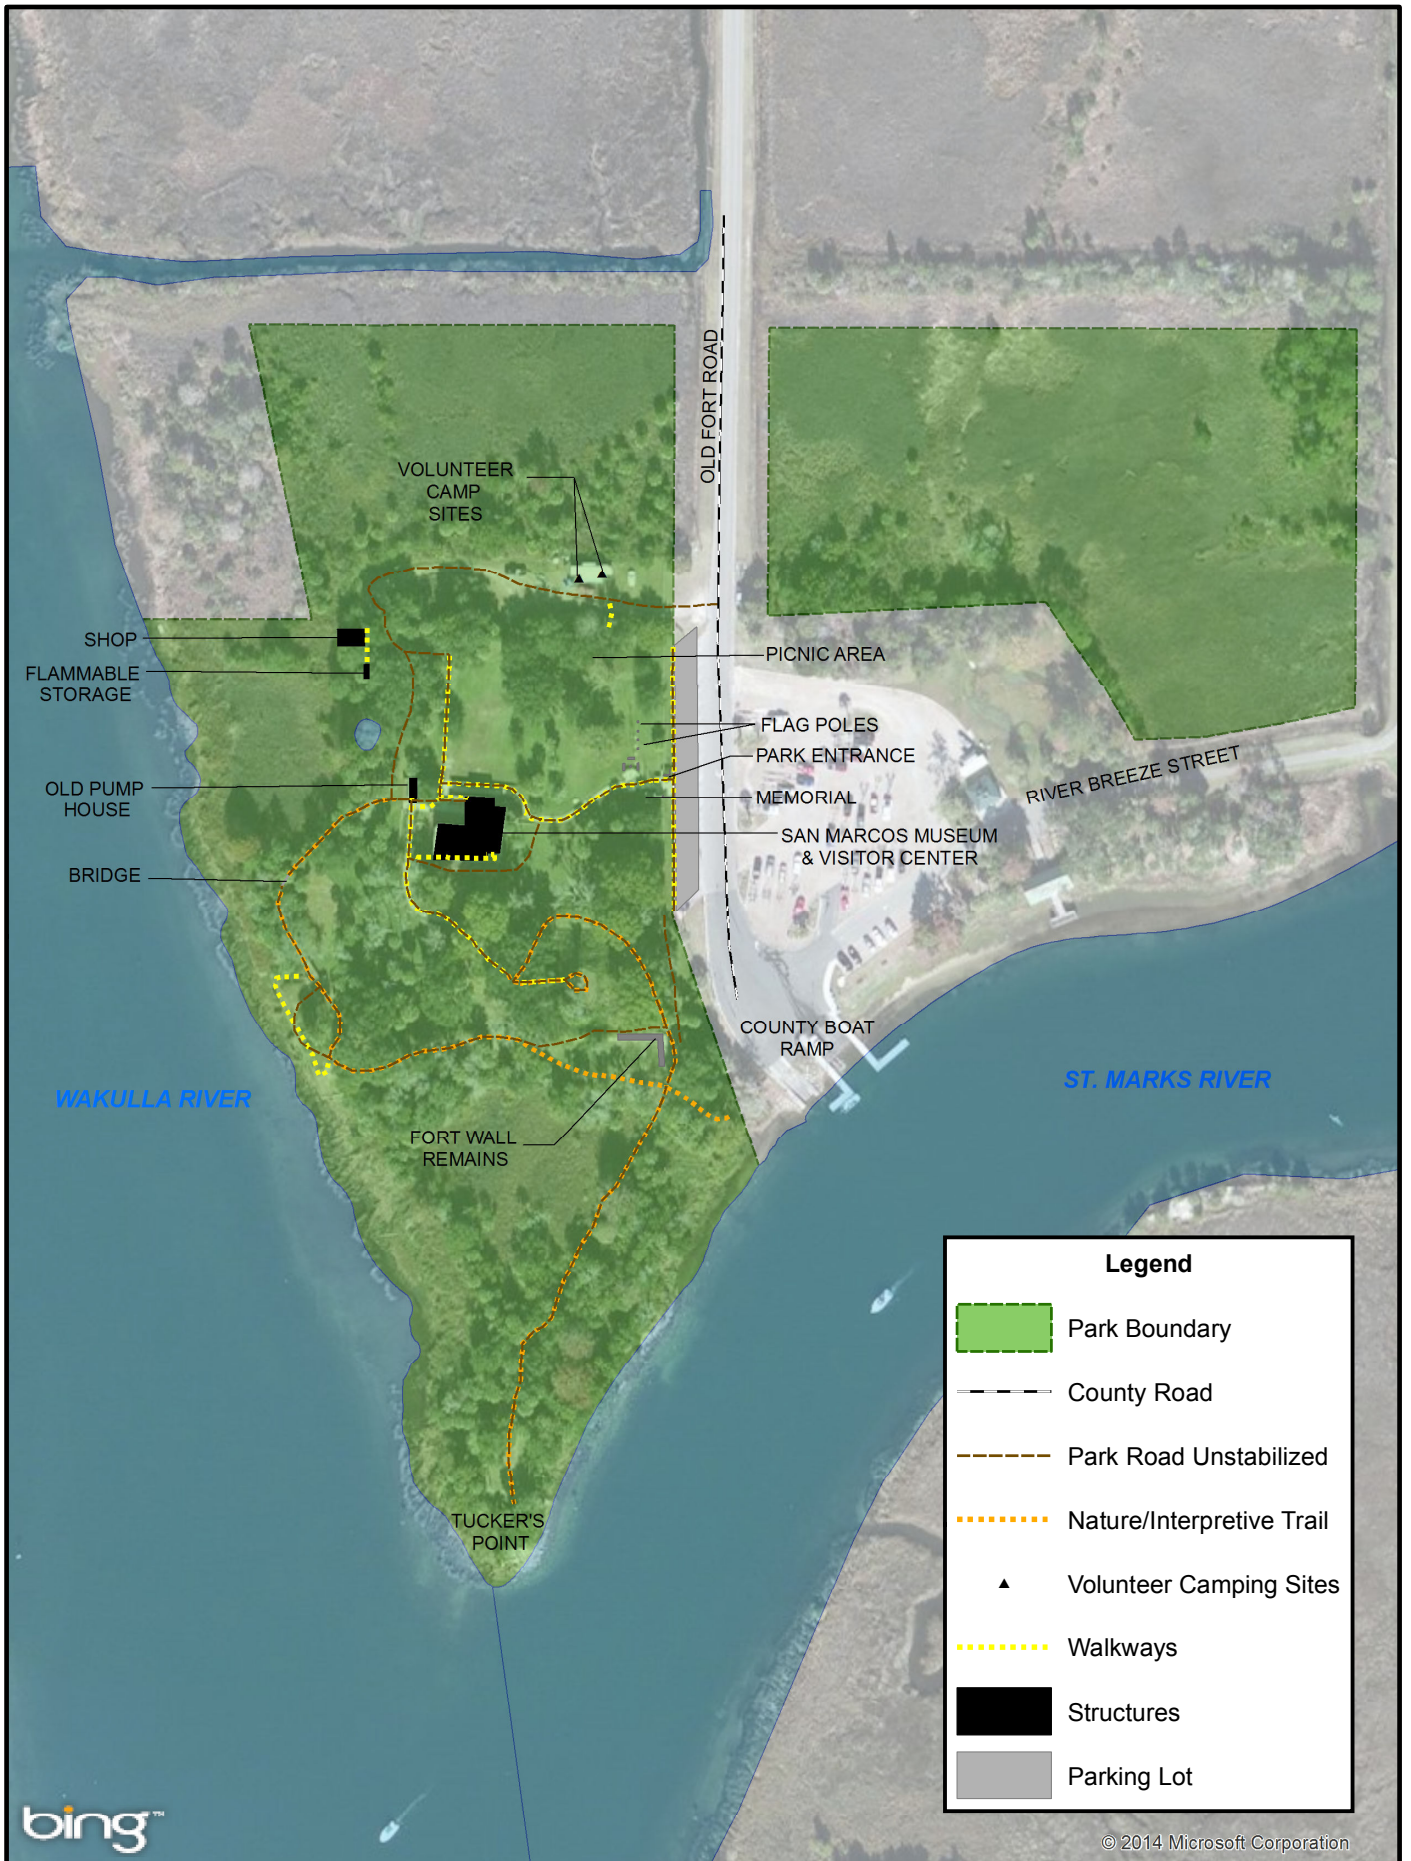 OLD FORT ROAD
VOLUNTEER
CAMP
SITES
SHOP
FLAMMABLE
STORAGE
PICNIC AREA
FLAG POLES
PARK ENTRANCE
OLD PUMP
HOUSE
MEMORIAL
RIVER BREEZE STREET
SAN MARCOS MUSEUM
& VISITOR CENTER
BRIDGE
COUNTY BOAT
RAMP
WAKULLA RIVER
ST. MARKS RIVER
FORT WALL
REMAINS
TUCKER'S
POINT
Legend
Park Boundary
County Road
Park Road Unstabilized
Nature/Interpretive Trail
Volunteer Camping Sites
Walkways
Structures
Parking Lot
bing™
© 2014 Microsoft Corporation